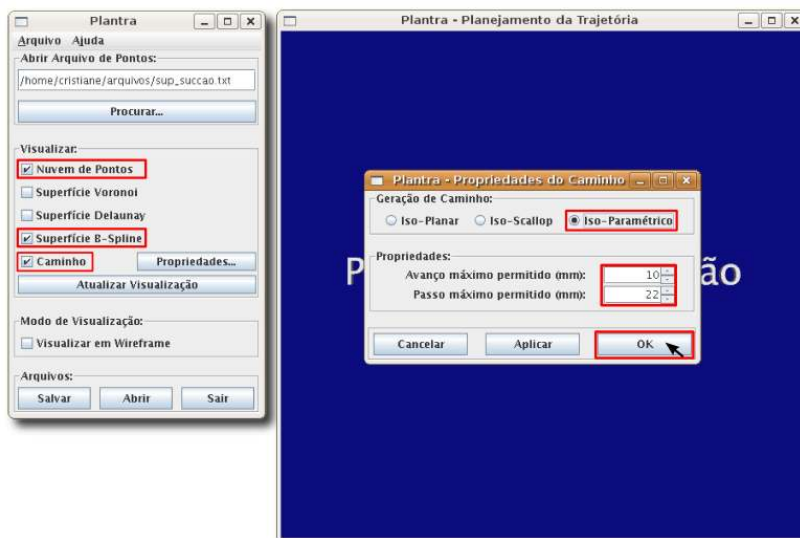 Plantra
Arquivo Ajuda
Abrir Arquivo de Pontos:
/home/cristiane/arquivos/sup_succao.txt
Procurar...
Visualizar:
Nuvem de Pontos
Superfície Voronoi
Superfície Delaunay
Superfície B-Spline
Caminho Propriedades...
Atualizar Visualização
Modo de Visualização:
Visualizar em Wireframe
Arquivos:
Salvar Abrir Sair
Plantra - Planejamento da Trajetória
Plantra - Propriedades do Caminho
Geração de Caminho:
Iso-Planar Iso-Scallop Iso-Paramétrico
Propriedades:
Avanço máximo permitido (mm): 10
Passo máximo permitido (mm): 22
Cancelar Aplicar OK
P ão